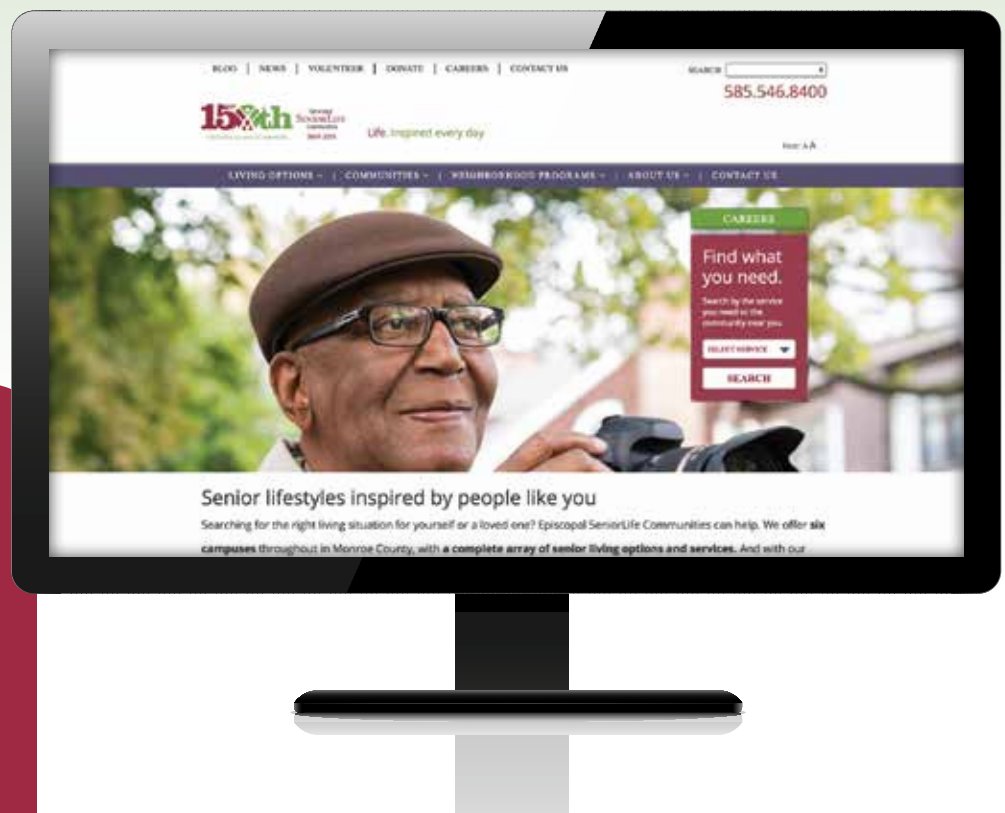 BLOG | NEWS | VOLUNTEER | DONATE | CAREERS | CONTACT US
SEARCH
585.546.8400
150th
SENIORLIFE
Life. Inspired every day
A A
LIVING OPTIONS | COMMUNITIES | NEIGHBORHOOD PROGRAMS | ABOUT US | CONTACT US
CAREERS
Find what
you need.
Search by the service
you need or the
community near you.
SELECT SERVICE
SEARCH
Senior lifestyles inspired by people like you
Searching for the right living situation for yourself or a loved one? Episcopal SeniorLife Communities can help. We offer six
campuses throughout in Monroe County, with a complete array of senior living options and services. And with our